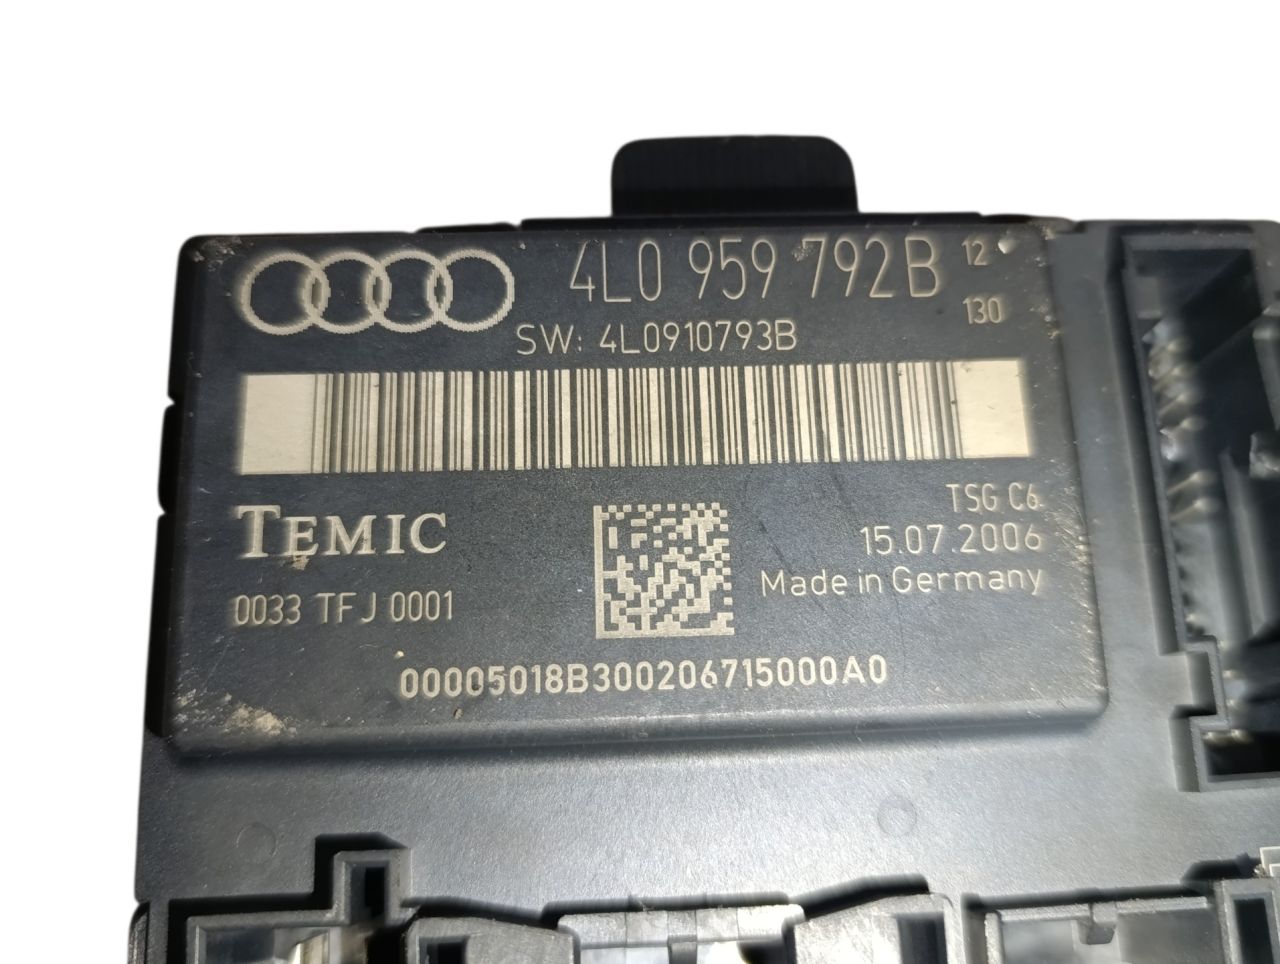 4L0 959 792B 12
130
SW: 4L0910793B
TEMIC
TSG C6
15.07.2006
Made in Germany
0033 TFJ 0001
00005018B300206715000A0